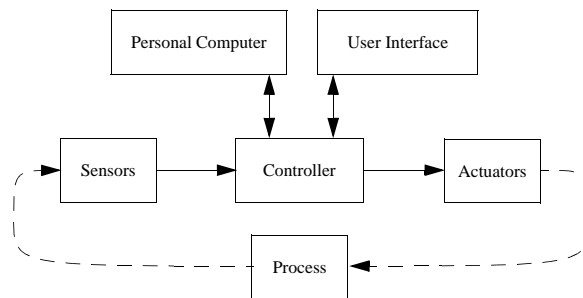 Personal Computer
User Interface
Sensors
Controller
Actuators
Process